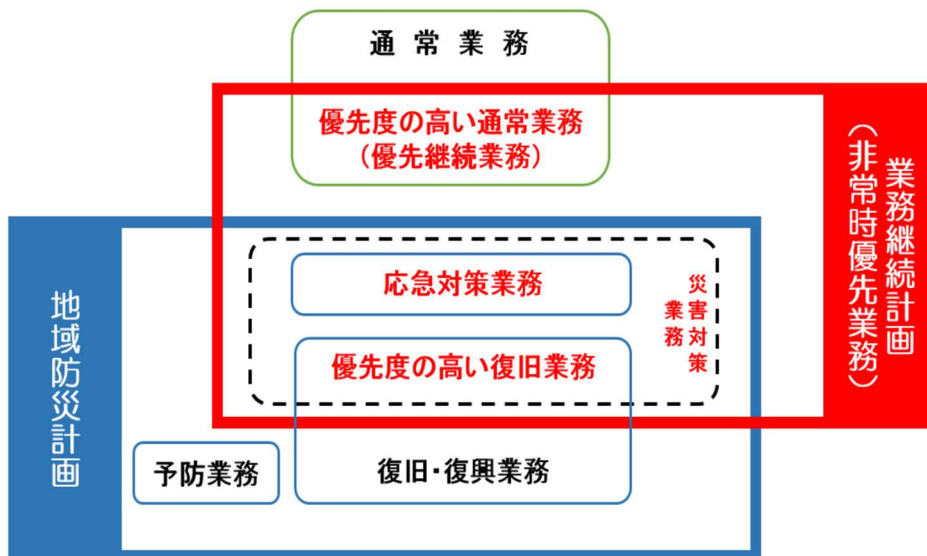 通常業務
優先度の高い通常業務
（優先継続業務）
業務継続計画
（非常時優先業務）
地域防災計画
応急対策業務
災害対策
業務
優先度の高い復旧業務
予防業務
復旧・復興業務